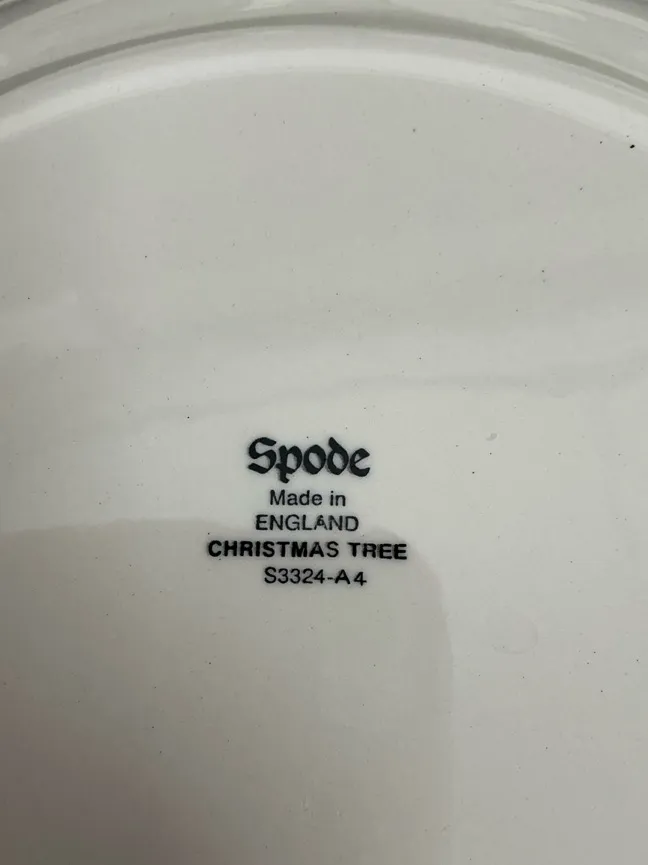 Spode
Made in
ENGLAND
CHRISTMAS TREE
S3324-A4